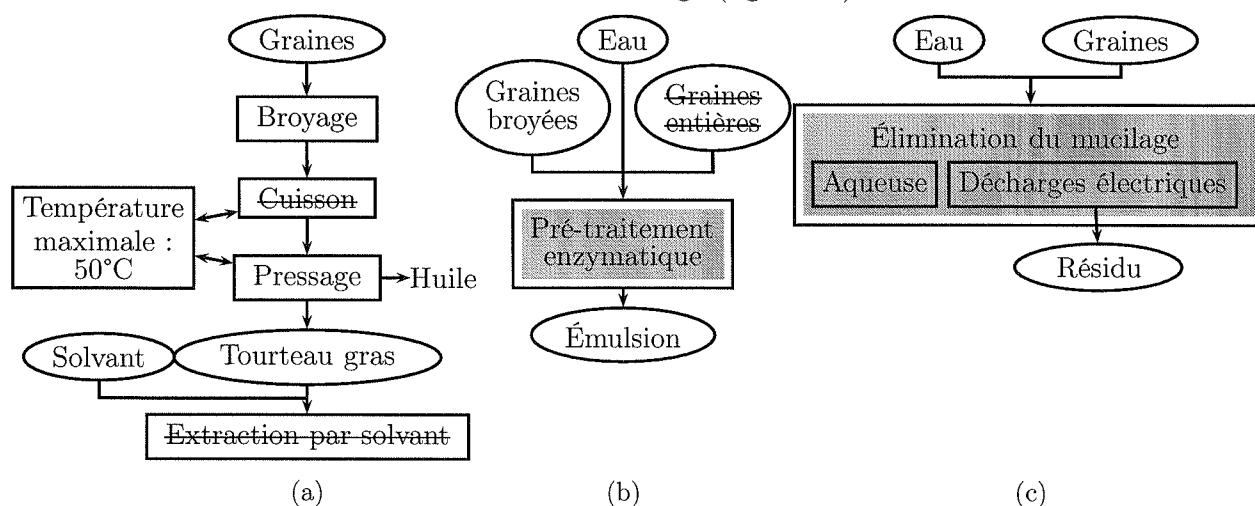 Graines
Broyage
Cuisson
Température
maximale :
50°C
Pressage
Huile
Solvant
Tourteau gras
Extraction par solvant
(a)
Eau
Graines
broyées
Graines
entières
Pré-traitement
enzymatique
Émulsion
(b)
Eau
Graines
Élimination du mucilage
Aqueuse
Décharges électriques
Résidu
(c)